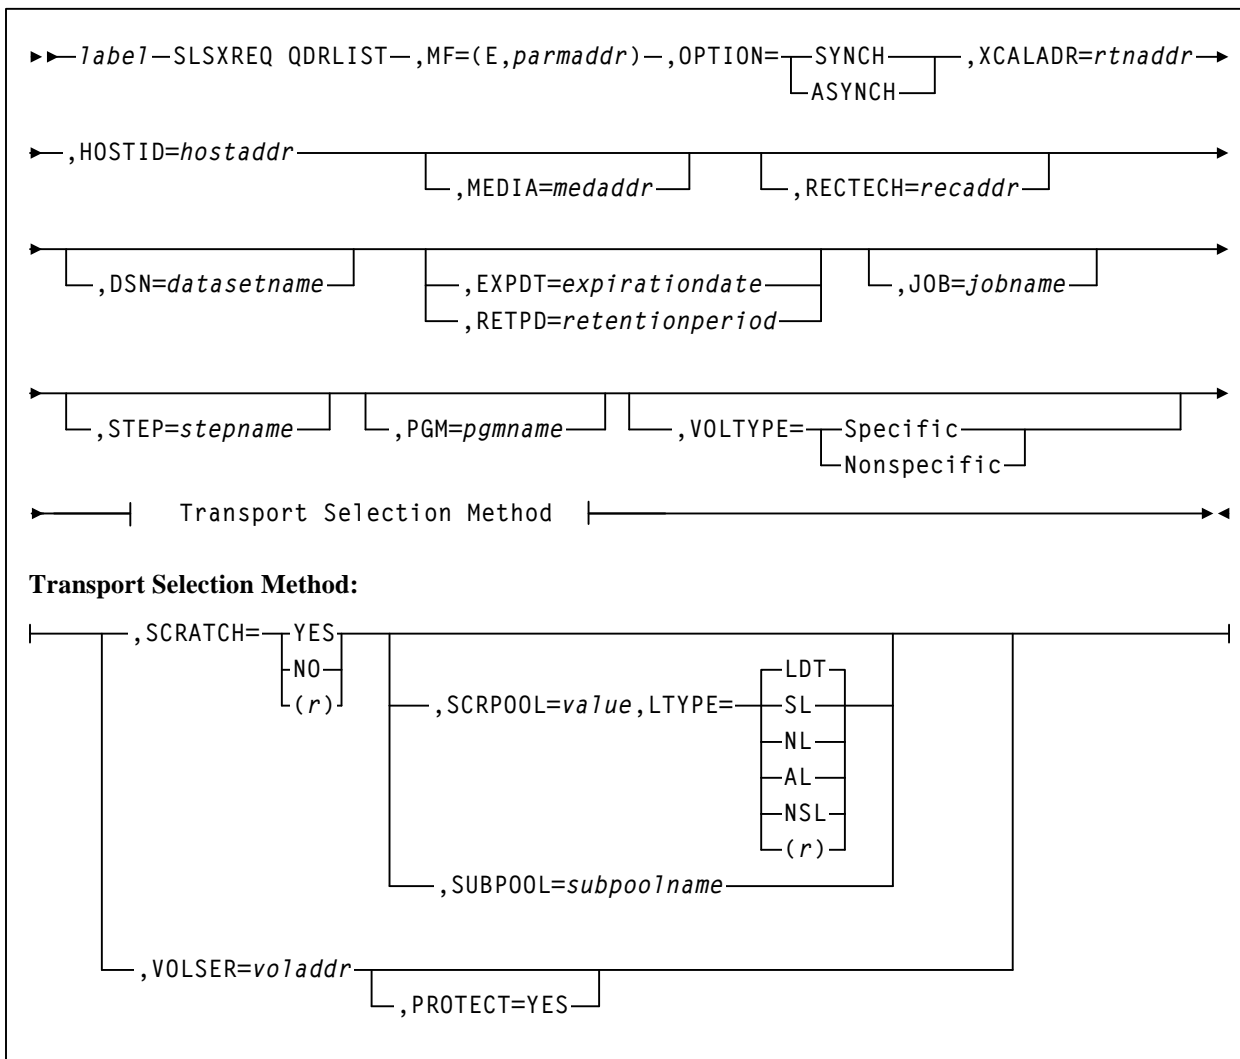 label SLSXREQ QDRLIST ,MF=(E,parmaddr) ,OPTION= SYNCH ,XCALADR=rtnaddr
ASYNCH
,HOSTID=hostaddr
,MEDIA=medaddr ,RECTECH=recaddr
,DSN=datasetname ,EXPDT=expirationdate ,JOB=jobname
,RETPD=retentionperiod
,STEP=stepname ,PGM=pgmname ,VOLTYPE= Specific
Nonspecific
Transport Selection Method
Transport Selection Method:
,SCRATCH= YES
NO
(r)
LDT
,SCRPOOL=value,LTYPE= SL
NL
AL
NSL
(r)
,SUBPOOL=subpoolname
,VOLSER=voladdr
,PROTECT=YES